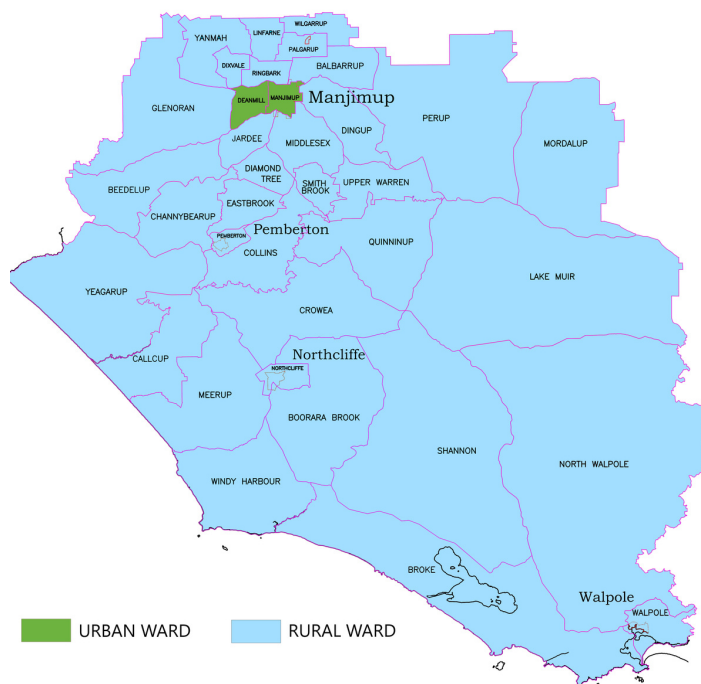 WILGARRUP
LINFARNE
YANMAH
PALGARUP
DIXVALE
RINGBARK
BALBARRUP
DEANMILL
MANJIMUP
Manjimup
GLENORAN
PERUP
DINGUP
MORDALUP
JARDEE
MIDDLESEX
DIAMOND
TREE
SMITH
BROOK
UPPER WARREN
BEEDELUP
EASTBROOK
CHANNYBEARUP
Pemberton
PEMBERTON
QUINNINUP
COLLINS
LAKE MUIR
YEAGARUP
CROWEA
Northcliffe
CALLCUP
NORTHCLIFFE
MEERUP
BOORARA BROOK
SHANNON
NORTH WALPOLE
WINDY HARBOUR
BROKE
Walpole
WALPOLE
URBAN WARD
RURAL WARD